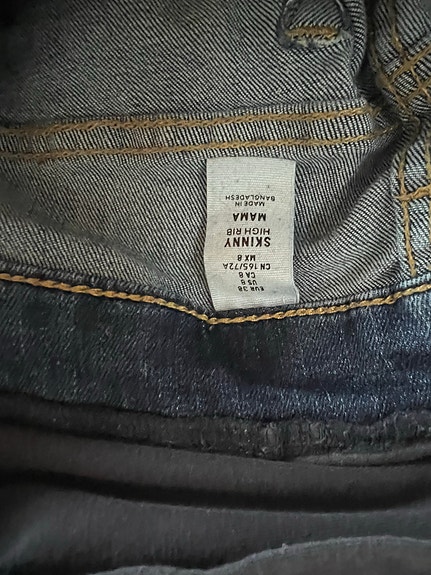 EUR 38
US 8
CA 8
CN 165/72A
MX 8
HIGH RIB
SKINNY
MAMA
MADE IN
BANGLADESH